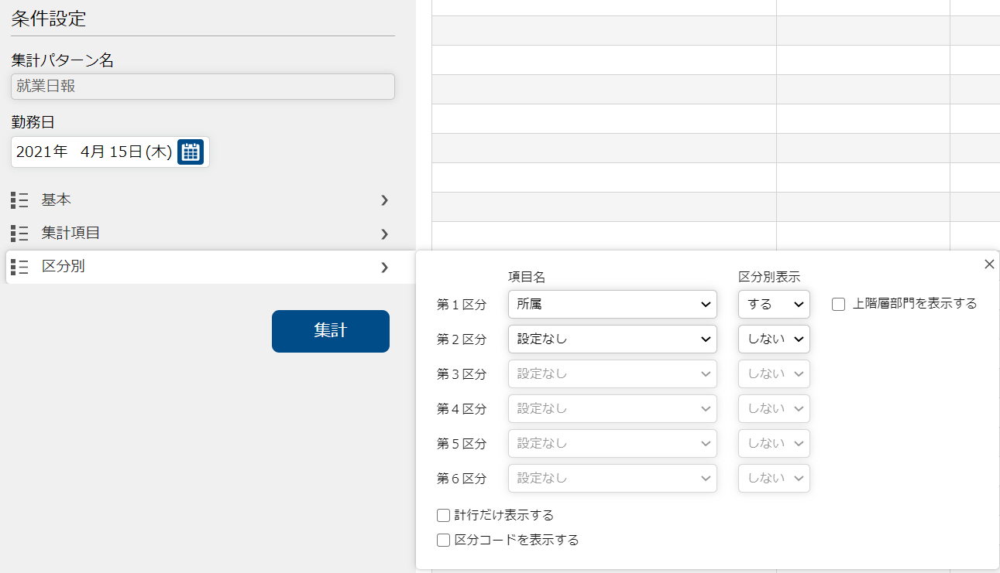 条件設定
集計パターン名
就業日報
勤務日
2021年 4月 15日(木)
基本
集計項目
区分別
集計
項目名 区分別表示
第１区分 所属 する 上階層部門を表示する
第２区分 設定なし しない
第３区分 設定なし しない
第４区分 設定なし しない
第５区分 設定なし しない
第６区分 設定なし しない
計行だけ表示する
区分コードを表示する